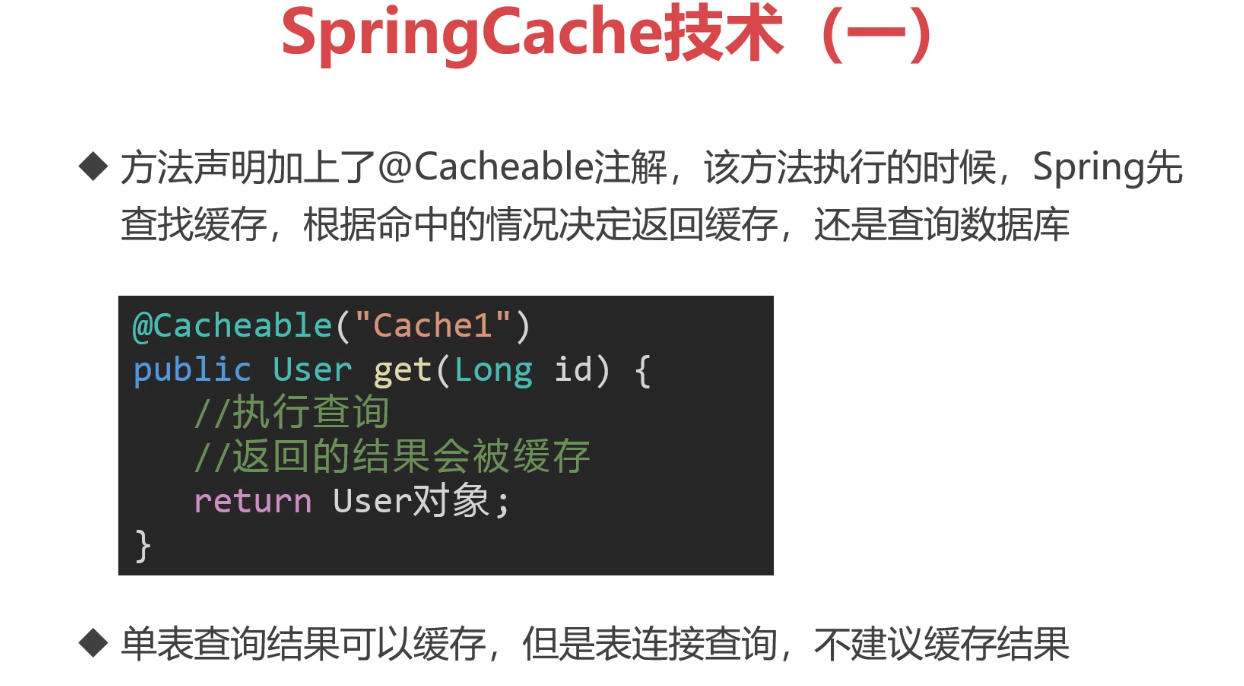 SpringCache技术（一）
◆ 方法声明加上了@Cacheable注解，该方法执行的时候，Spring先
查找缓存，根据命中的情况决定返回缓存，还是查询数据库
@Cacheable("Cache1")
public User get(Long id) {
//执行查询
//返回的结果会被缓存
return User对象;
}
◆ 单表查询结果可以缓存，但是表连接查询，不建议缓存结果